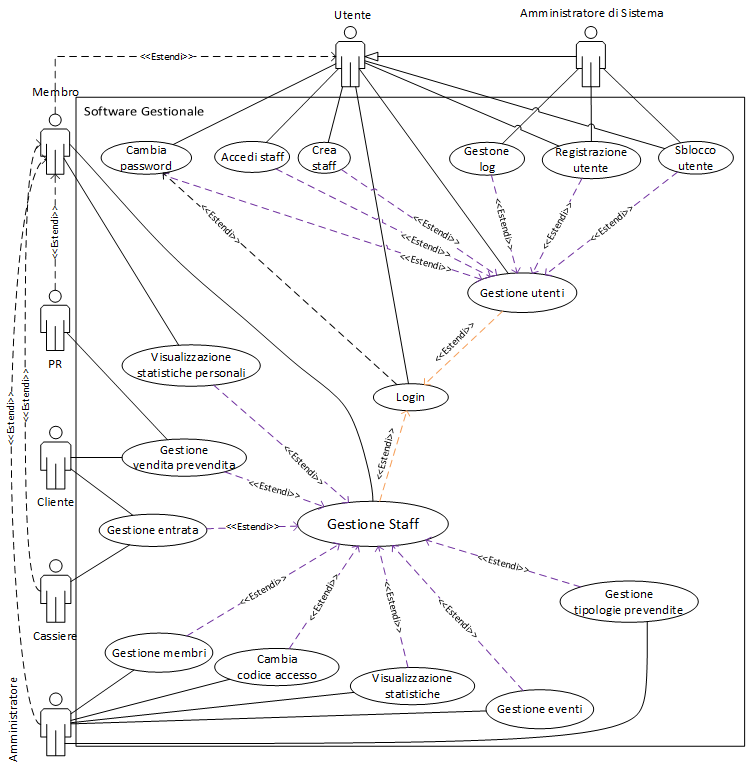 Utente
Amministratore di Sistema
<<Estendi>>
Membro
Software Gestionale
Cambia
password
Accedi staff
Crea
staff
Gestone
log
Registrazione
utente
Sblocco
utente
<<Estendi>>
<<Estendi>>
<<Estendi>>
<<Estendi>>
<<Estendi>>
<<Estendi>>
<<Estendi>>
<<Estendi>>
Gestione utenti
<<Estendi>>
PR
Visualizzazione
statistiche personali
Login
<<Estendi>>
<<Estendi>>
<<Estendi>>
Gestione
vendita prevendita
<<Estendi>>
<<Estendi>>
<<Estendi>>
Cliente
Gestione entrata
<<Estendi>>
Gestione Staff
<<Estendi>>
Gestione
tipologie prevendite
<<Estendi>>
<<Estendi>>
<<Estendi>>
<<Estendi>>
Cassiere
Gestione membri
Cambia
codice accesso
Visualizzazione
statistiche
Gestione eventi
Amministratore